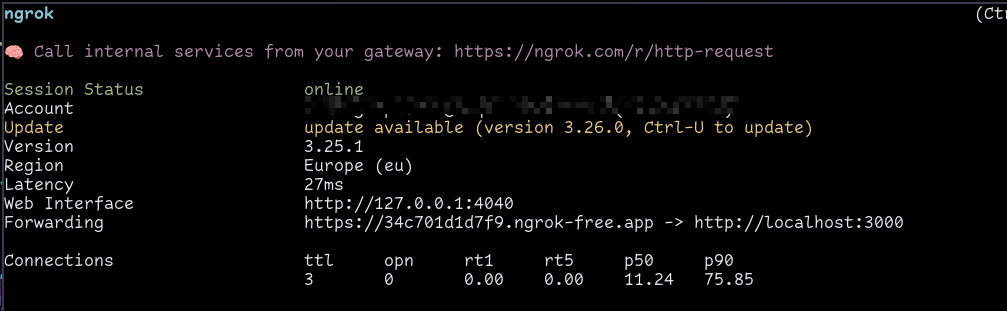 ngrok (Ct
🧠 Call internal services from your gateway: https://ngrok.com/r/http-request
Session Status online
Account
Update update available (version 3.26.0, Ctrl-U to update)
Version 3.25.1
Region Europe (eu)
Latency 27ms
Web Interface http://127.0.0.1:4040
Forwarding https://34c701d1d7f9.ngrok-free.app -> http://localhost:3000
Connections ttl opn rt1 rt5 p50 p90
3 0 0.00 0.00 11.24 75.85